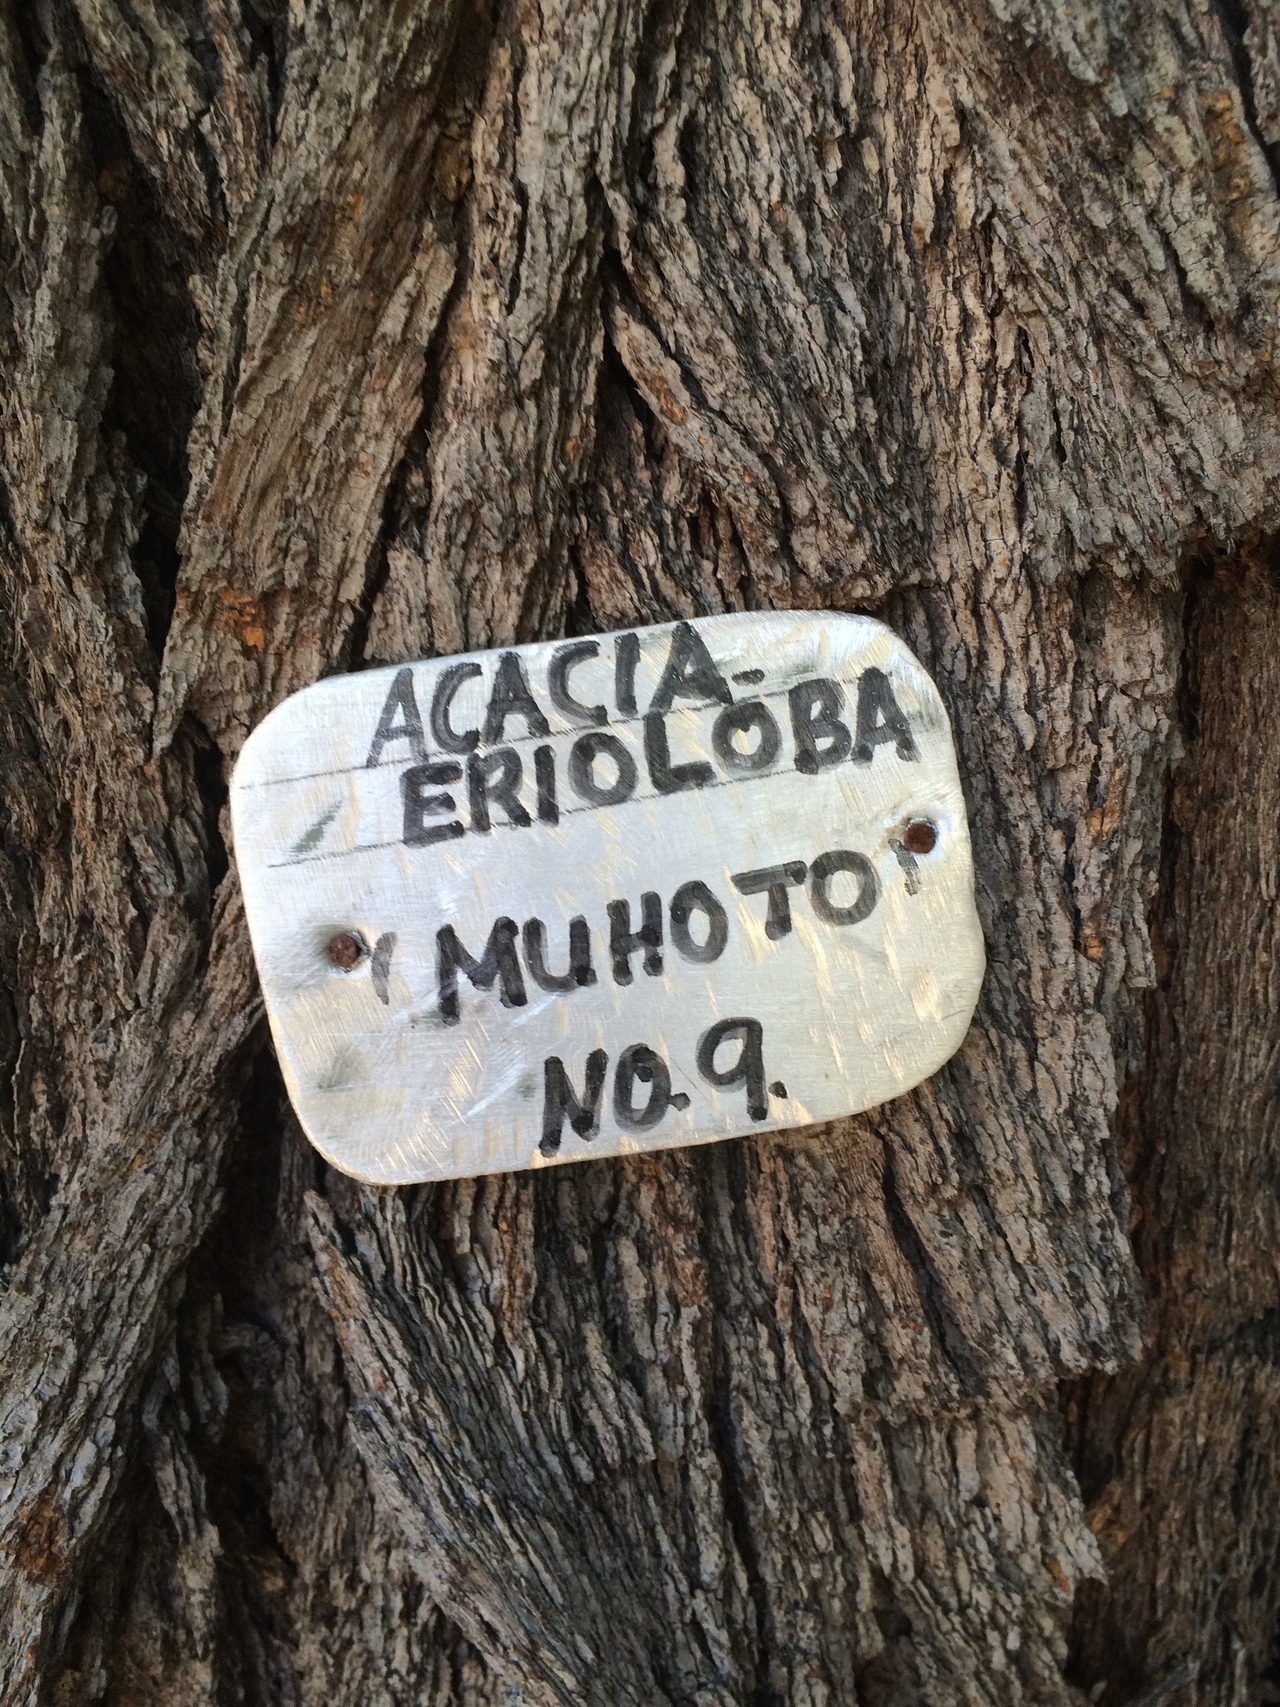 ACACIA-
ERIOLOBA
'MUHOTO'
NO.9.